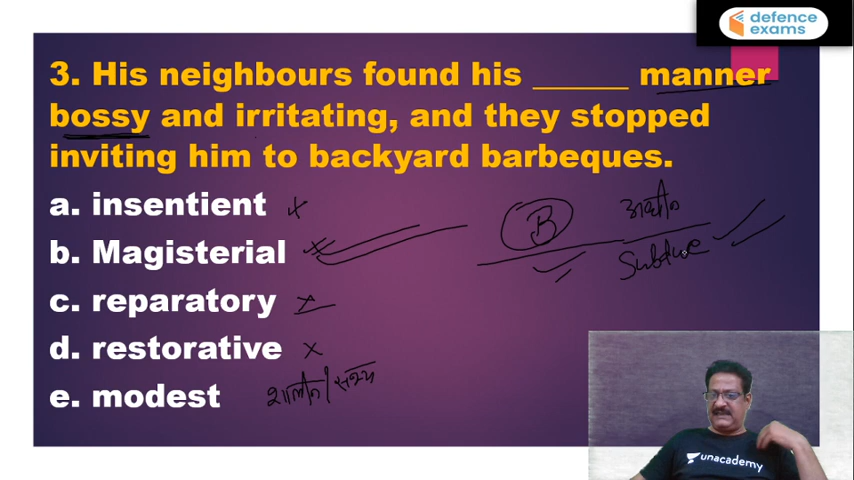 defence
exams
3. His neighbours found his ______ manner
bossy and irritating, and they stopped
inviting him to backyard barbeques.
a. insentient
b. Magisterial
c. reparatory
d. restorative
e. modest
B
Subdue
शालीन / सभ्य
unacademy